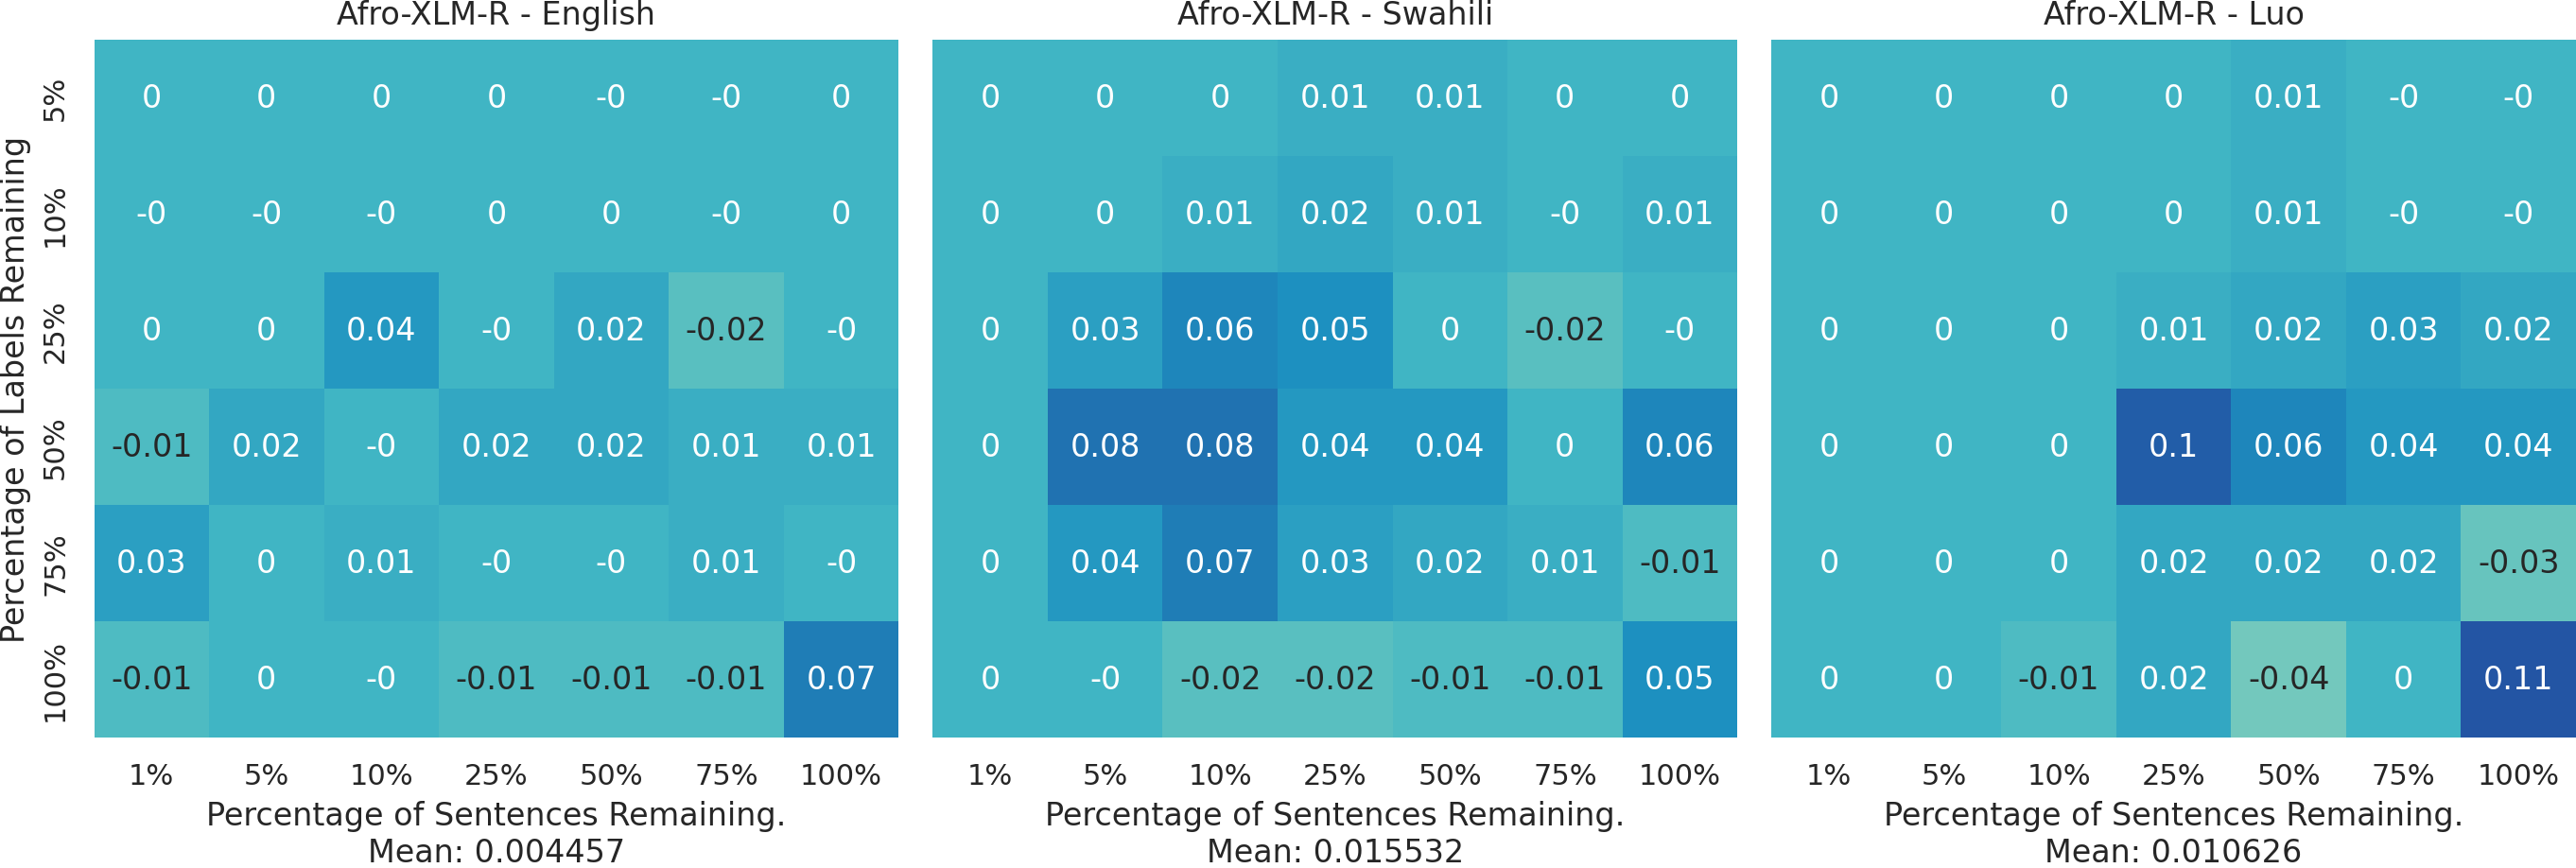 Afro-XLM-R - English
Afro-XLM-R - Swahili
Afro-XLM-R - Luo
Percentage of Labels Remaining
5% 0 0 0 0 -0 -0 0 0 0 0 0.01 0.01 0 0 0 0 0 0 0.01 -0 -0
10% -0 -0 -0 0 0 -0 0 0 0 0.01 0.02 0.01 -0 0.01 0 0 0 0 0.01 -0 -0
25% 0 0 0.04 -0 0.02 -0.02 -0 0 0.03 0.06 0.05 0 -0.02 -0 0 0 0 0.01 0.02 0.03 0.02
50% -0.01 0.02 -0 0.02 0.02 0.01 0.01 0 0.08 0.08 0.04 0.04 0 0.06 0 0 0 0.1 0.06 0.04 0.04
75% 0.03 0 0.01 -0 -0 0.01 -0 0 0.04 0.07 0.03 0.02 0.01 -0.01 0 0 0 0.02 0.02 0.02 -0.03
100% -0.01 0 -0 -0.01 -0.01 -0.01 0.07 0 -0 -0.02 -0.02 -0.01 -0.01 0.05 0 0 -0.01 0.02 -0.04 0 0.11
1% 5% 10% 25% 50% 75% 100% 1% 5% 10% 25% 50% 75% 100% 1% 5% 10% 25% 50% 75% 100%
Percentage of Sentences Remaining.
Mean: 0.004457
Percentage of Sentences Remaining.
Mean: 0.015532
Percentage of Sentences Remaining.
Mean: 0.010626